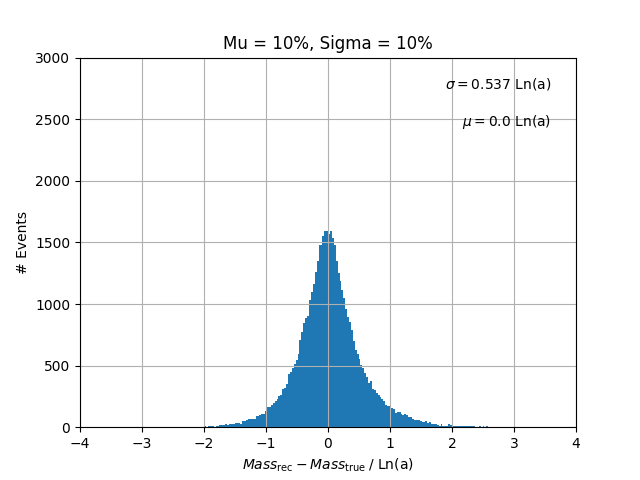 Mu = 10%, Sigma = 10%
3000
2500
2000
1500
1000
500
0
# Events
σ = 0.537 Ln(a)
μ = 0.0 Ln(a)
−4 −3 −2 −1 0 1 2 3 4
Mass_rec − Mass_true / Ln(a)